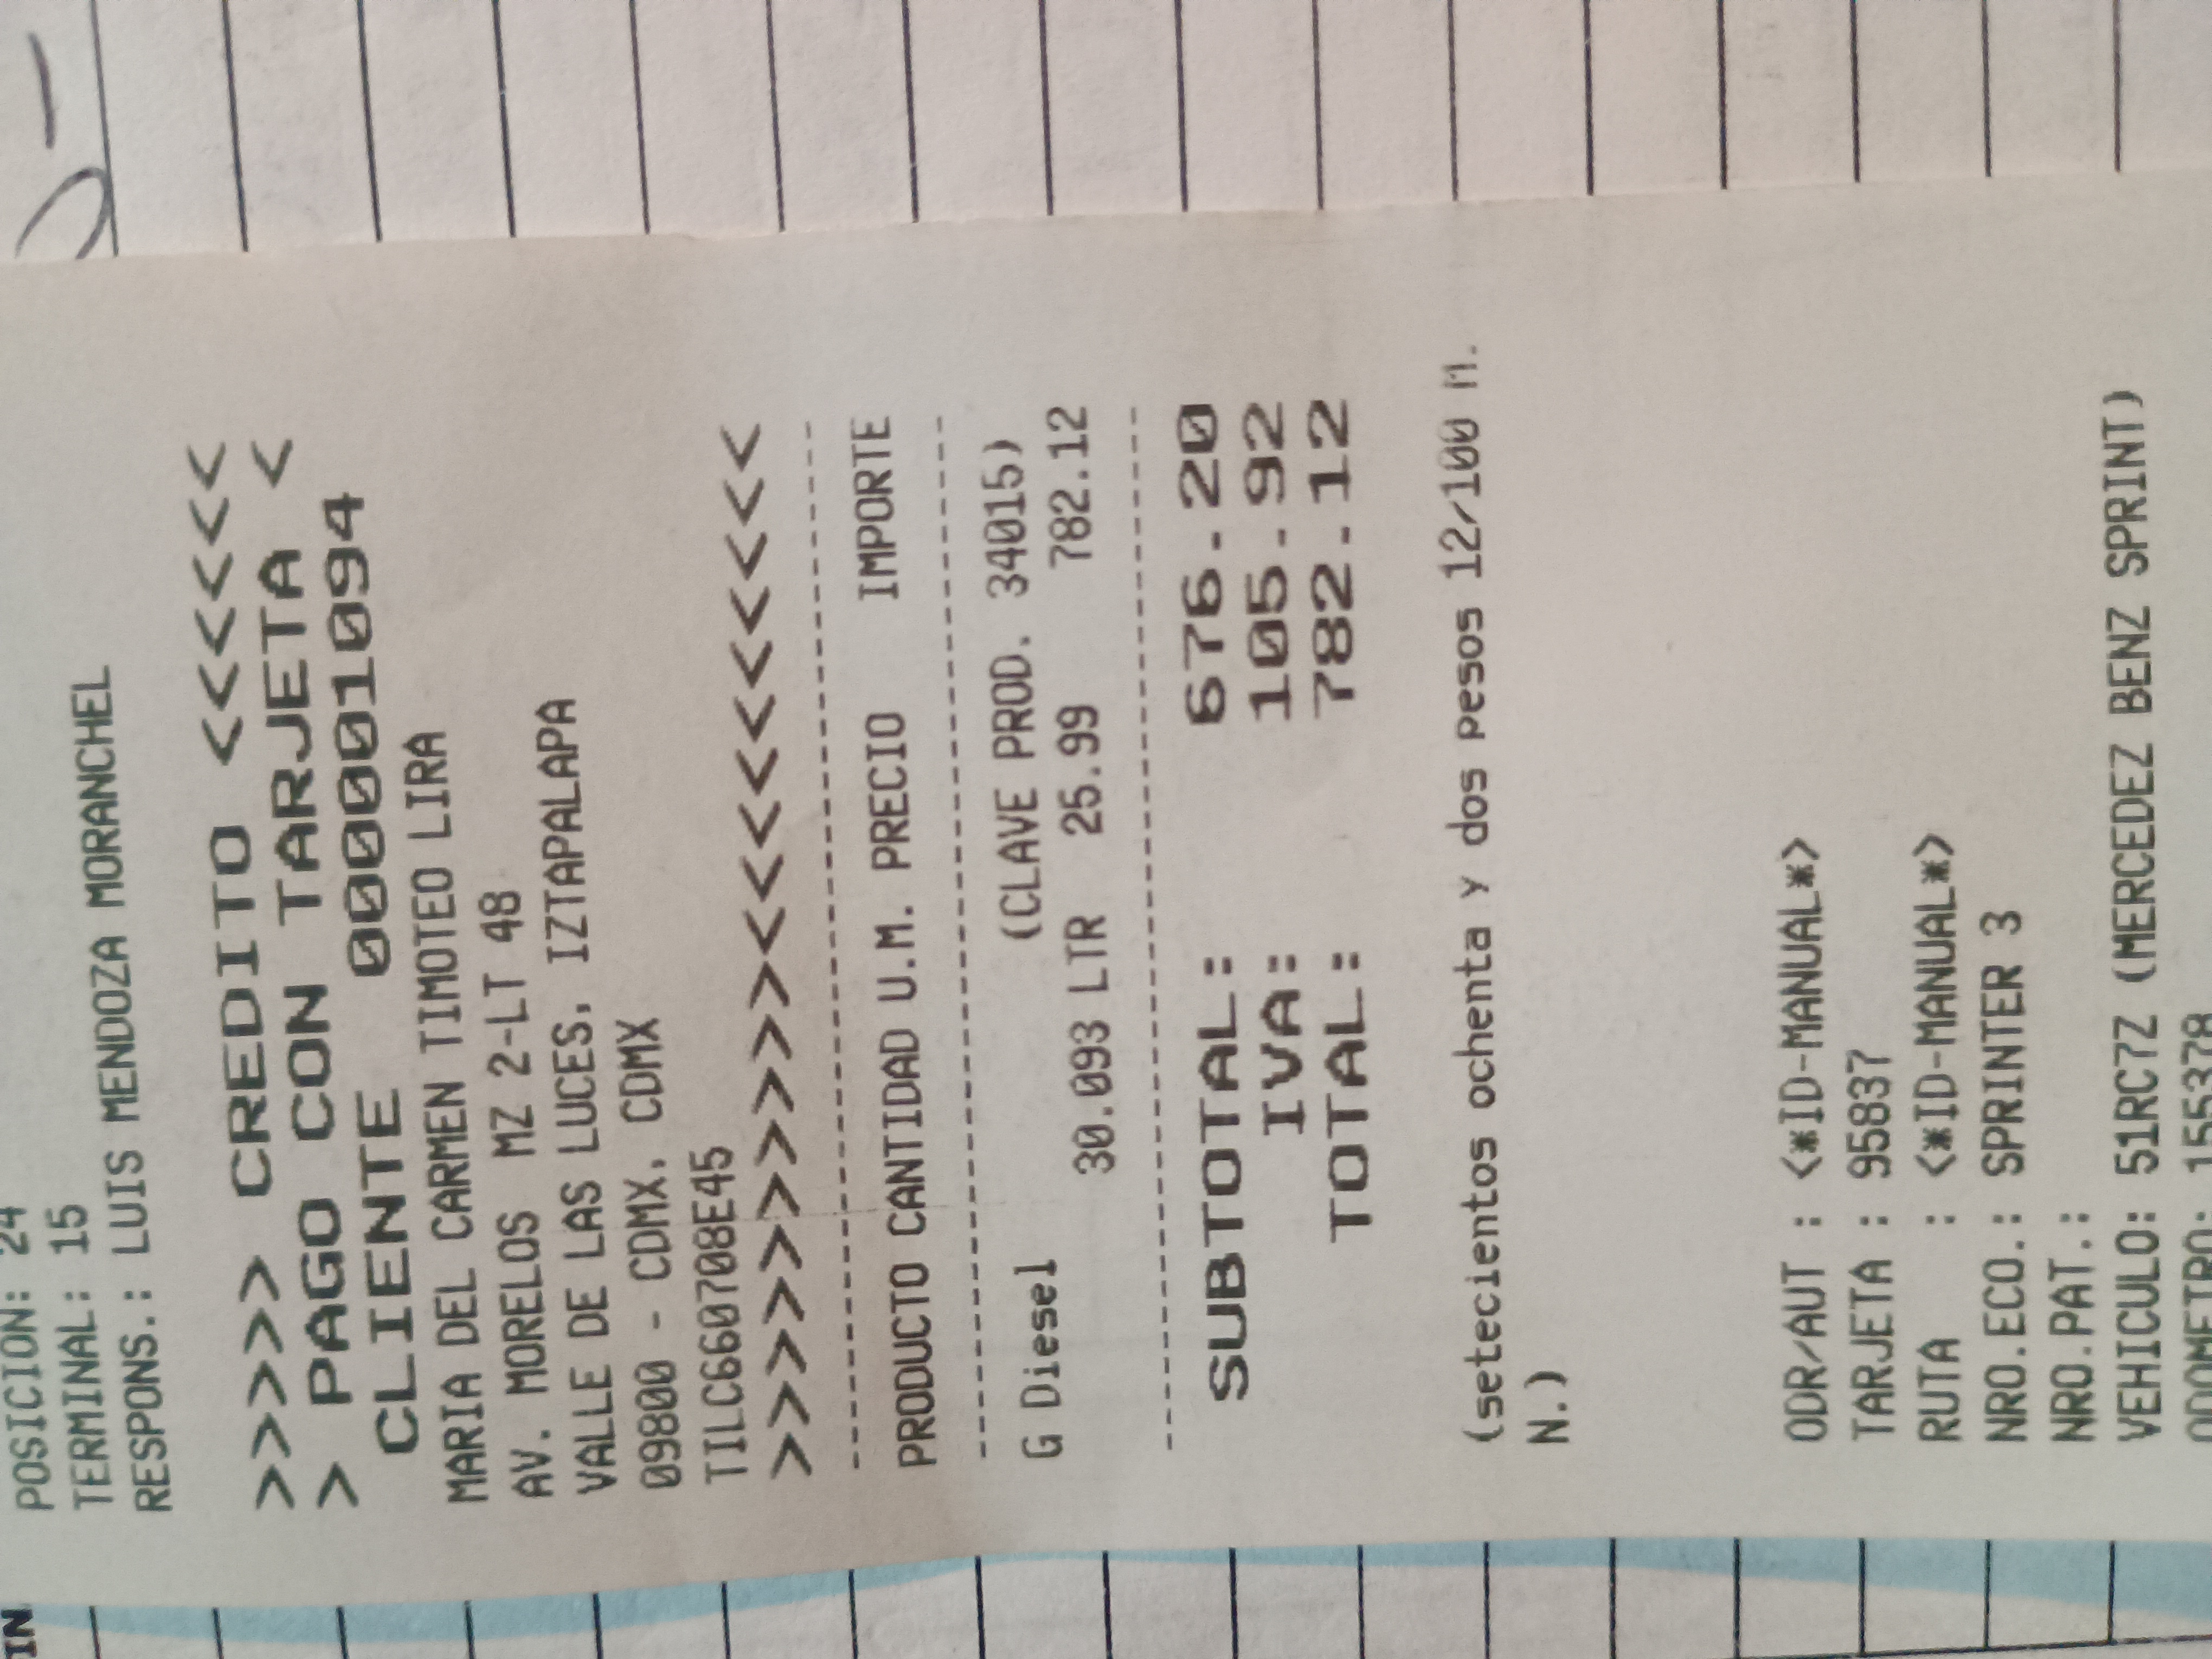 POSICION: 24
TERMINAL: 15
RESPONS.: LUIS MENDOZA MORANCHEL
>>>> CREDITO <<<<<<
> PAGO CON TARJETA <
CLIENTE 0000001094
MARIA DEL CARMEN TIMOTEO LIRA
AV. MORELOS MZ 2-LT 48
VALLE DE LAS LUCES, IZTAPALAPA
09800 - CDMX, CDMX
TILC660708E45
>>>>>>>>>><<<<<<<<<<
--------------------------------
PRODUCTO CANTIDAD U.M. PRECIO IMPORTE
--------------------------------
G Diesel (CLAVE PROD. 34015)
30.093 LTR 25.99 782.12
--------------------------------
SUBTOTAL: 676.20
IVA: 105.92
TOTAL: 782.12
(setecientos ochenta y dos pesos 12/100 M.
N.)
ODR/AUT : <*ID-MANUAL*>
TARJETA : 95837
RUTA : <*ID-MANUAL*>
NRO.ECO.: SPRINTER 3
NRO.PAT.:
VEHICULO: 51RC7Z (MERCEDEZ BENZ SPRINT)
ODOMETRO: 155378
IN